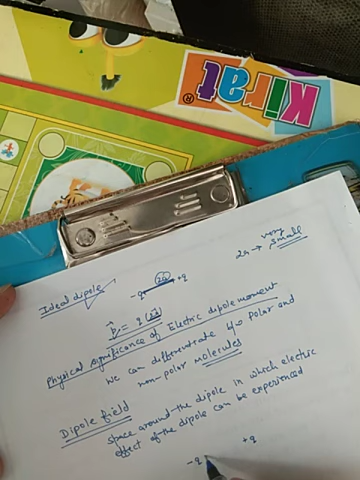 Kirat
2a → very
small
Ideal dipole
-q 2a +q
p = q (2a)
Physical significance of Electric dipole moment
we can differentiate b/w polar and
non-polar molecules
Dipole field
space around the dipole in which electric
effect of the dipole can be experienced
-q +q